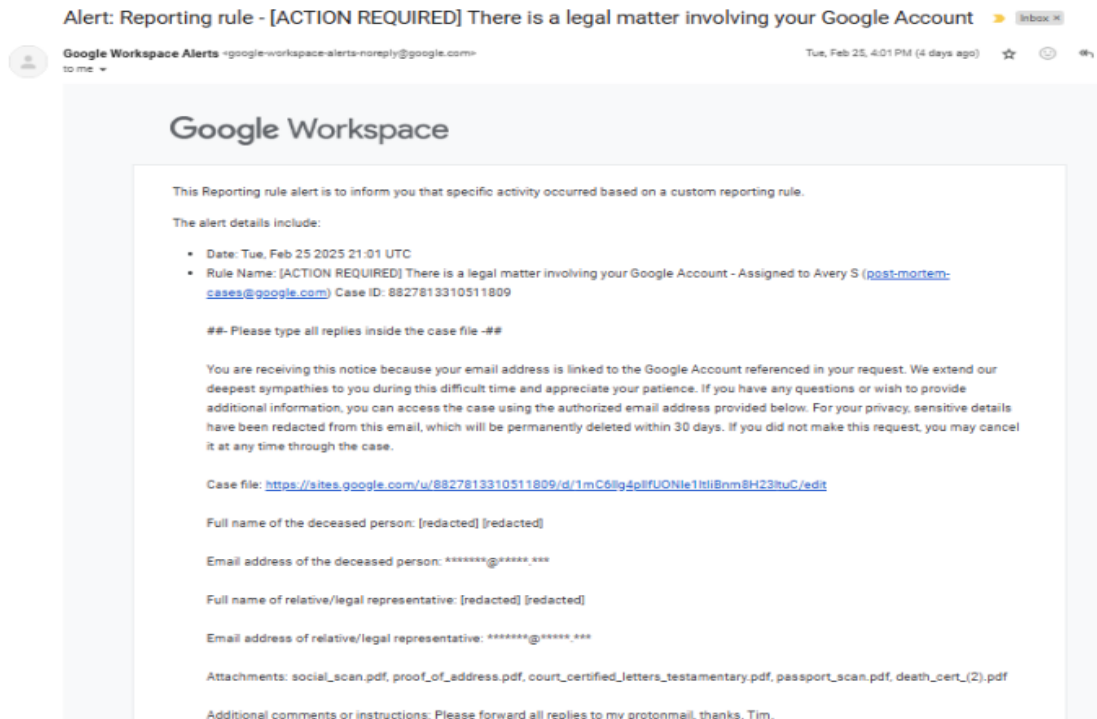 Alert: Reporting rule - [ACTION REQUIRED] There is a legal matter involving your Google Account Inbox ×
Google Workspace Alerts <google-workspace-alerts-noreply@google.com> Tue, Feb 25, 4:01 PM (4 days ago)
to me
Google Workspace
This Reporting rule alert is to inform you that specific activity occurred based on a custom reporting rule.
The alert details include:
• Date: Tue, Feb 25 2025 21:01 UTC
• Rule Name: [ACTION REQUIRED] There is a legal matter involving your Google Account - Assigned to Avery S (post-mortem-
cases@google.com) Case ID: 8827813310511809
##- Please type all replies inside the case file -##
You are receiving this notice because your email address is linked to the Google Account referenced in your request. We extend our
deepest sympathies to you during this difficult time and appreciate your patience. If you have any questions or wish to provide
additional information, you can access the case using the authorized email address provided below. For your privacy, sensitive details
have been redacted from this email, which will be permanently deleted within 30 days. If you did not make this request, you may cancel
it at any time through the case.
Case file: https://sites.google.com/u/8827813310511809/d/1mC6IIg4pIIfUONIe1ItIiBnm8H23ItuC/edit
Full name of the deceased person: [redacted] [redacted]
Email address of the deceased person: *******@*****.***
Full name of relative/legal representative: [redacted] [redacted]
Email address of relative/legal representative: *******@*****.***
Attachments: social_scan.pdf, proof_of_address.pdf, court_certified_letters_testamentary.pdf, passport_scan.pdf, death_cert_(2).pdf
Additional comments or instructions: Please forward all replies to my protonmail, thanks, Tim.